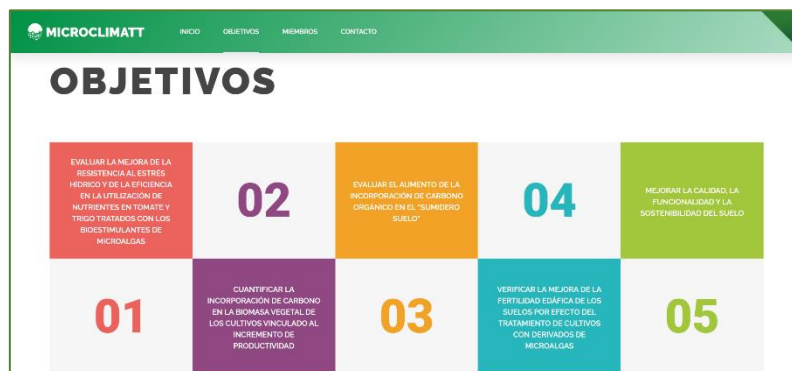 MICROCLIMATT
INICIO OBJETIVOS MIEMBROS CONTACTO
OBJETIVOS
EVALUAR LA MEJORA DE LA
RESISTENCIA AL ESTRÉS
HÍDRICO Y DE LA EFICIENCIA
EN LA UTILIZACIÓN DE
NUTRIENTES EN TOMATE Y
TRIGO TRATADOS CON LOS
BIOESTIMULANTES DE
MICROALGAS
01
02
CUANTIFICAR LA
INCORPORACIÓN DE CARBONO
EN LA BIOMASA VEGETAL DE
LOS CULTIVOS VINCULADO AL
INCREMENTO DE
PRODUCTIVIDAD
EVALUAR EL AUMENTO DE LA
INCORPORACIÓN DE CARBONO
ORGÁNICO EN EL "SUMIDERO
SUELO"
03
04
VERIFICAR LA MEJORA DE LA
FERTILIDAD EDÁFICA DE LOS
SUELOS POR EFECTO DEL
TRATAMIENTO DE CULTIVOS
CON DERIVADOS DE
MICROALGAS
MEJORAR LA CALIDAD, LA
FUNCIONALIDAD Y LA
SOSTENIBILIDAD DEL SUELO
05